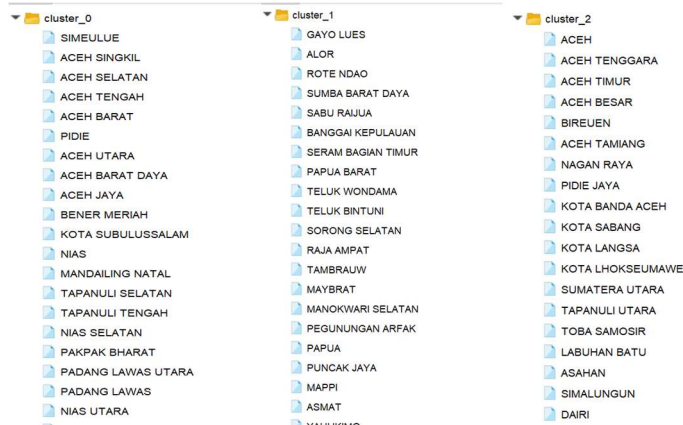 cluster_0
SIMEULUE
ACEH SINGKIL
ACEH SELATAN
ACEH TENGAH
ACEH BARAT
PIDIE
ACEH UTARA
ACEH BARAT DAYA
ACEH JAYA
BENER MERIAH
KOTA SUBULUSSALAM
NIAS
MANDAILING NATAL
TAPANULI SELATAN
TAPANULI TENGAH
NIAS SELATAN
PAKPAK BHARAT
PADANG LAWAS UTARA
PADANG LAWAS
NIAS UTARA
cluster_1
GAYO LUES
ALOR
ROTE NDAO
SUMBA BARAT DAYA
SABU RAIJUA
BANGGAI KEPULAUAN
SERAM BAGIAN TIMUR
PAPUA BARAT
TELUK WONDAMA
TELUK BINTUNI
SORONG SELATAN
RAJA AMPAT
TAMBRAUW
MAYBRAT
MANOKWARI SELATAN
PEGUNUNGAN ARFAK
PAPUA
PUNCAK JAYA
MAPPI
ASMAT
cluster_2
ACEH
ACEH TENGGARA
ACEH TIMUR
ACEH BESAR
BIREUEN
ACEH TAMIANG
NAGAN RAYA
PIDIE JAYA
KOTA BANDA ACEH
KOTA SABANG
KOTA LANGSA
KOTA LHOKSEUMAWE
SUMATERA UTARA
TAPANULI UTARA
TOBA SAMOSIR
LABUHAN BATU
ASAHAN
SIMALUNGUN
DAIRI